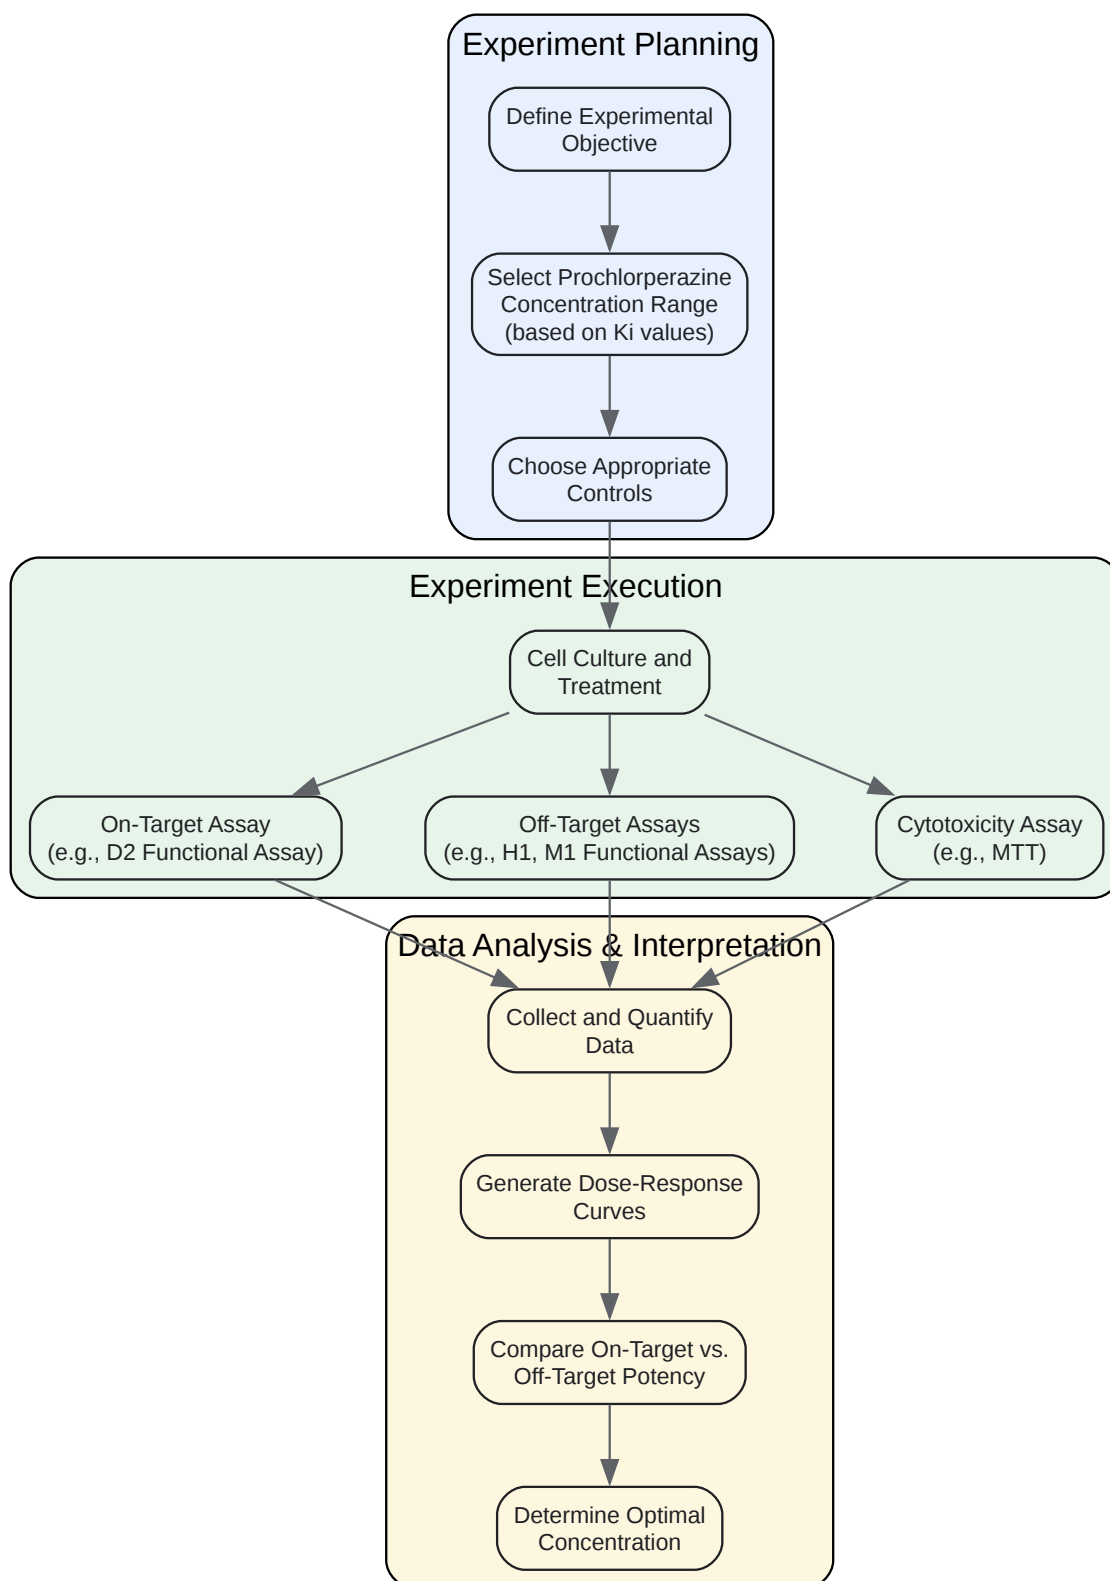 Experiment Planning
Define Experimental
Objective
Select Prochlorperazine
Concentration Range
(based on Ki values)
Choose Appropriate
Controls
Experiment Execution
Cell Culture and
Treatment
On-Target Assay
(e.g., D2 Functional Assay)
Off-Target Assays
(e.g., H1, M1 Functional Assays)
Cytotoxicity Assay
(e.g., MTT)
Data Analysis & Interpretation
Collect and Quantify
Data
Generate Dose-Response
Curves
Compare On-Target vs.
Off-Target Potency
Determine Optimal
Concentration